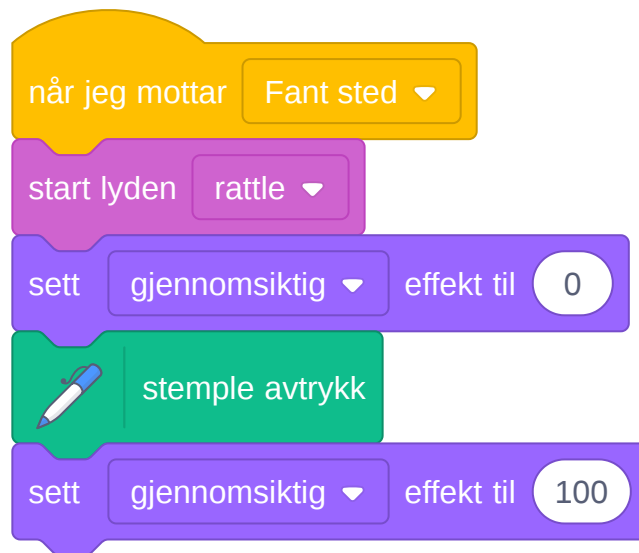 når jeg mottar Fant sted
start lyden rattle
sett gjennomsiktig effekt til 0
stemple avtrykk
sett gjennomsiktig effekt til 100